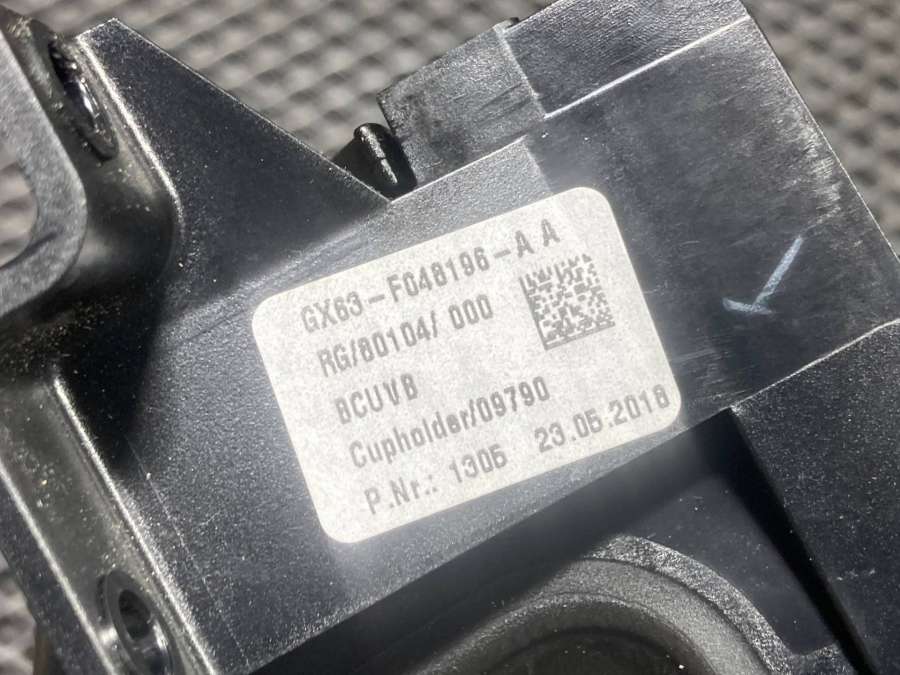 GX63-F048196-AA
RG/80104/ 000
8CUVB
Cupholder/09790
P.Nr.: 1305 23.05.2018